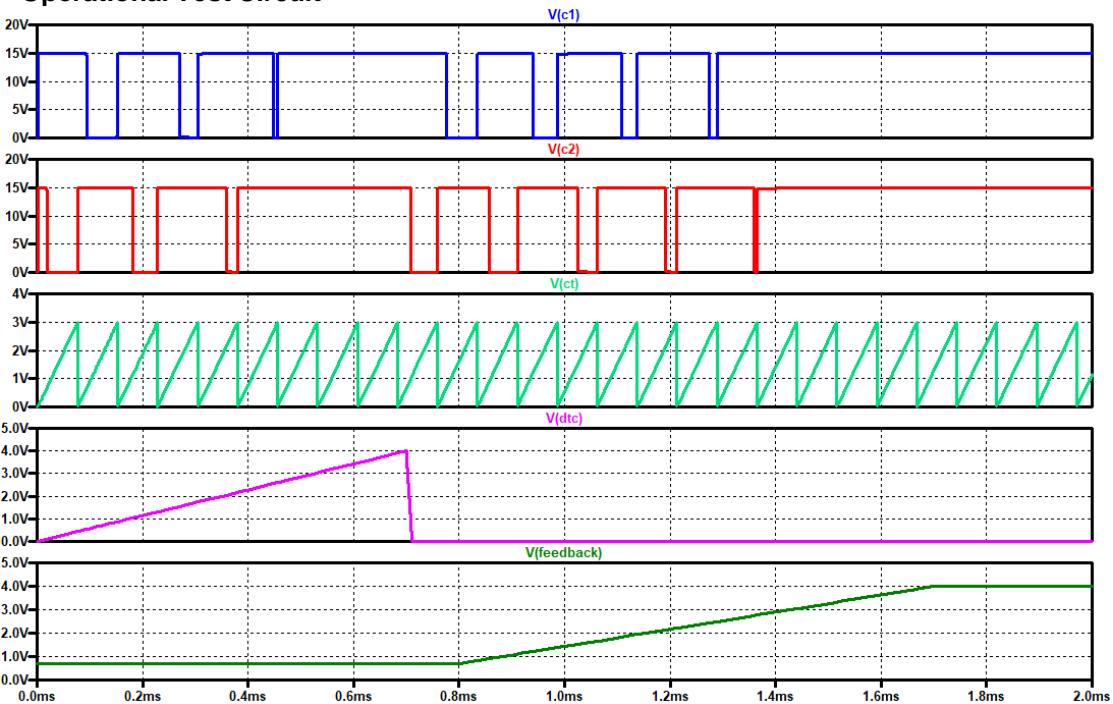 Operational Test Circuit
V(c1)
20V
15V
10V
5V
0V
V(c2)
20V
15V
10V
5V
0V
V(ct)
4V
3V
2V
1V
0V
V(dtc)
5.0V
4.0V
3.0V
2.0V
1.0V
0.0V
V(feedback)
5.0V
4.0V
3.0V
2.0V
1.0V
0.0V
0.0ms 0.2ms 0.4ms 0.6ms 0.8ms 1.0ms 1.2ms 1.4ms 1.6ms 1.8ms 2.0ms